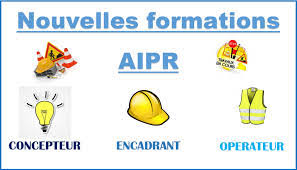 Nouvelles formations
AIPR
CONCEPTEUR ENCADRANT OPERATEUR